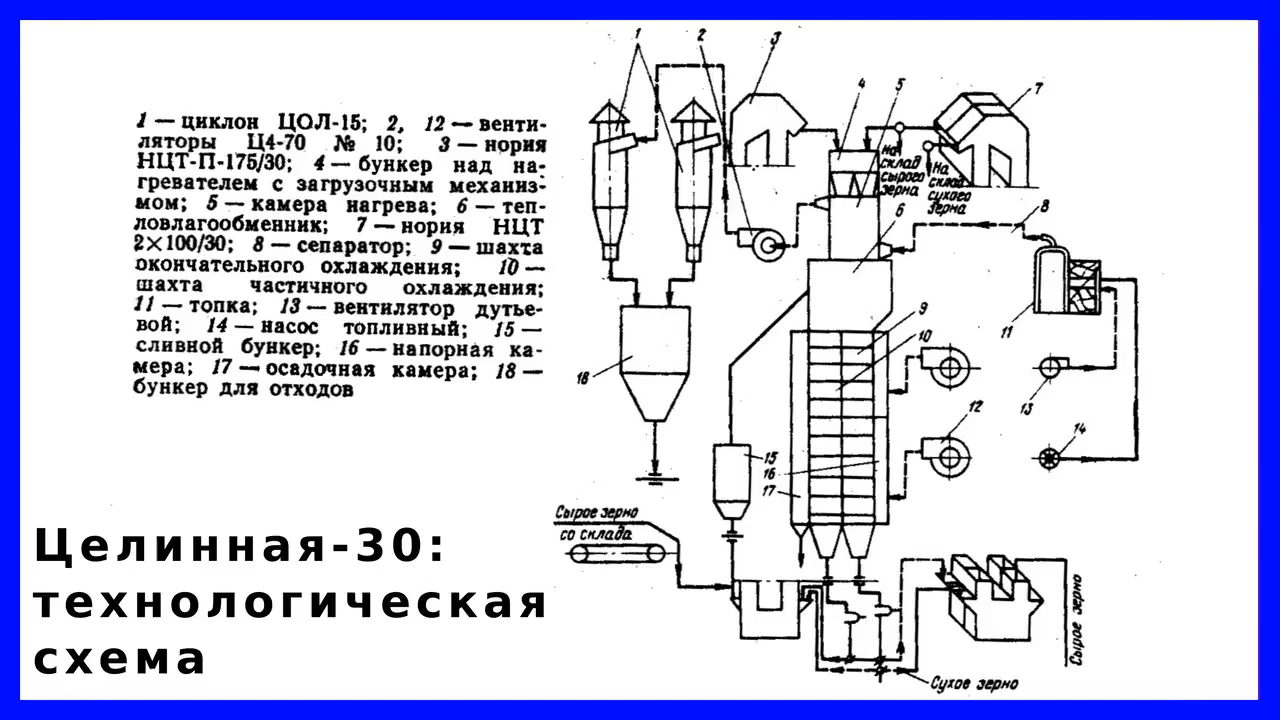 1 — циклон ЦОЛ-15; 2, 12 — венти-
ляторы Ц4-70 № 10; 3 — нория
НЦТ-П-175/30; 4 — бункер над на-
гревателем с загрузочным механиз-
мом; 5 — камера нагрева; 6 — теп-
ловлагообменник; 7 — нория НЦТ
2×100/30; 8 — сепаратор; 9 — шахта
окончательного охлаждения; 10 —
шахта частичного охлаждения;
11 — топка; 13 — вентилятор дутье-
вой; 14 — насос топливный; 15 —
сливной бункер; 16 — напорная ка-
мера; 17 — осадочная камера; 18 —
бункер для отходов
Целинная-30:
технологическая
схема
1
2
3
4
5
7
на
склад
сырого
зерна
на
склад
сухого
зерна
6
8
9
10
11
18
12
13
14
15
16
17
Сырое зерно
со склада
Сырое зерно
Сухое зерно